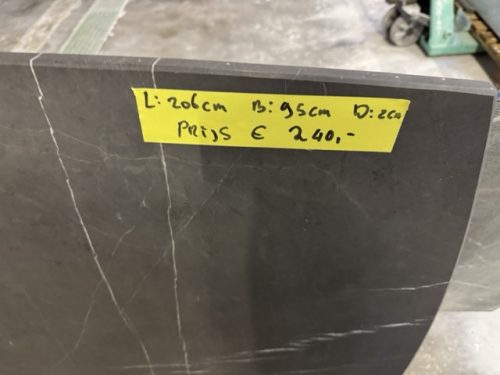 L: 206cm B: 95cm D: 2cm
PRijS € 240,-